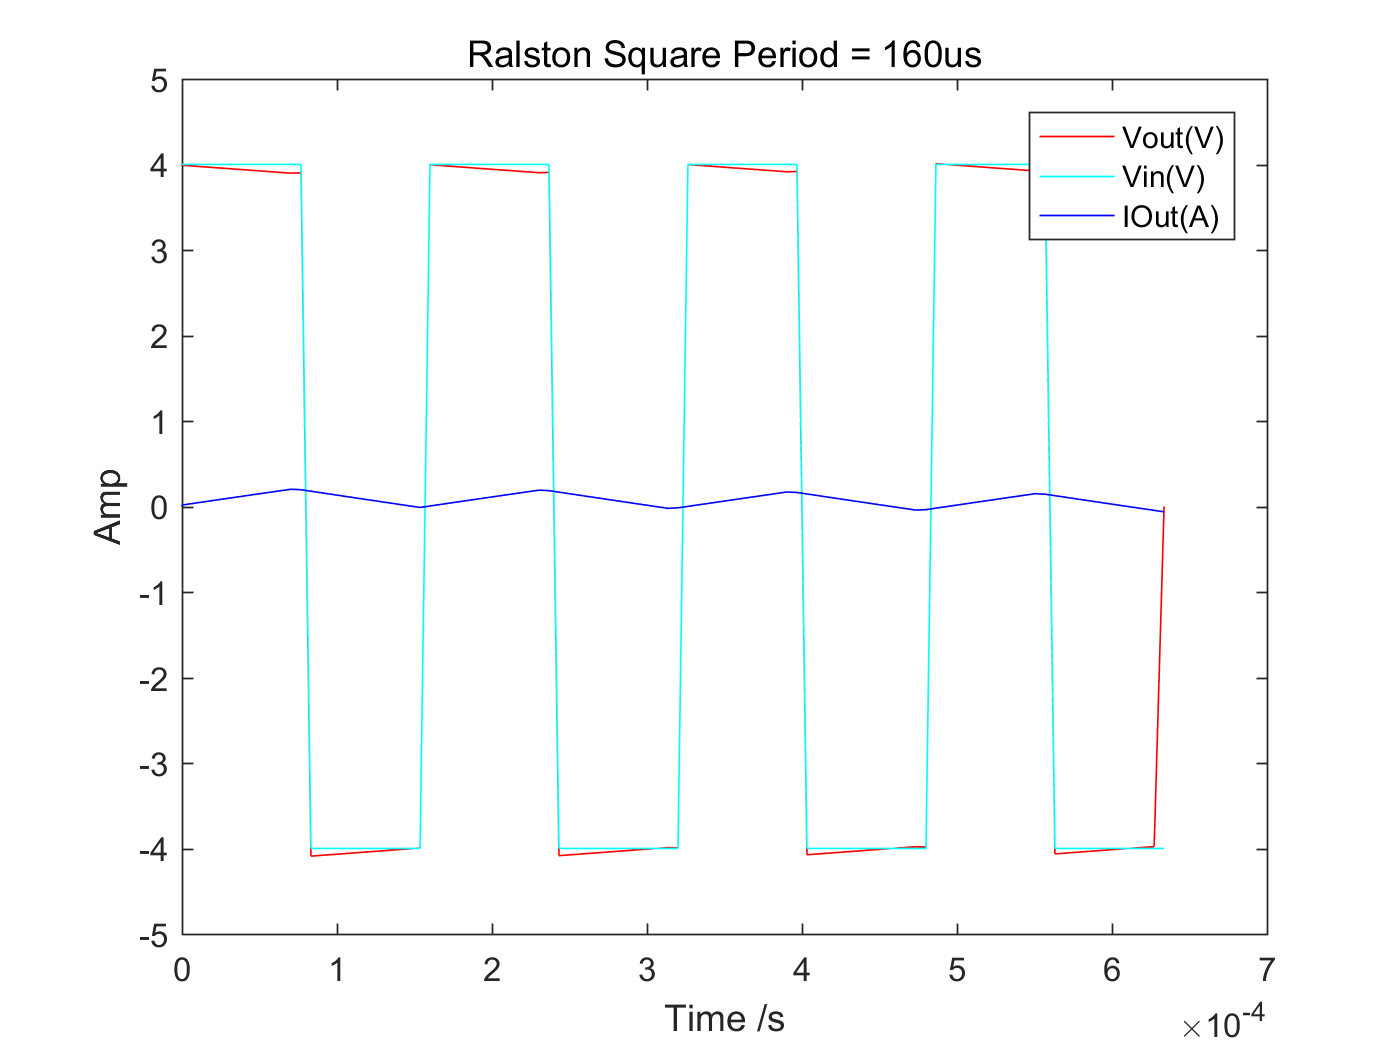 Ralston Square Period = 160us
5
4
3
2
1
0
-1
-2
-3
-4
-5
Amp
Vout(V)
Vin(V)
IOut(A)
0 1 2 3 4 5 6 7
Time /s
×10-4